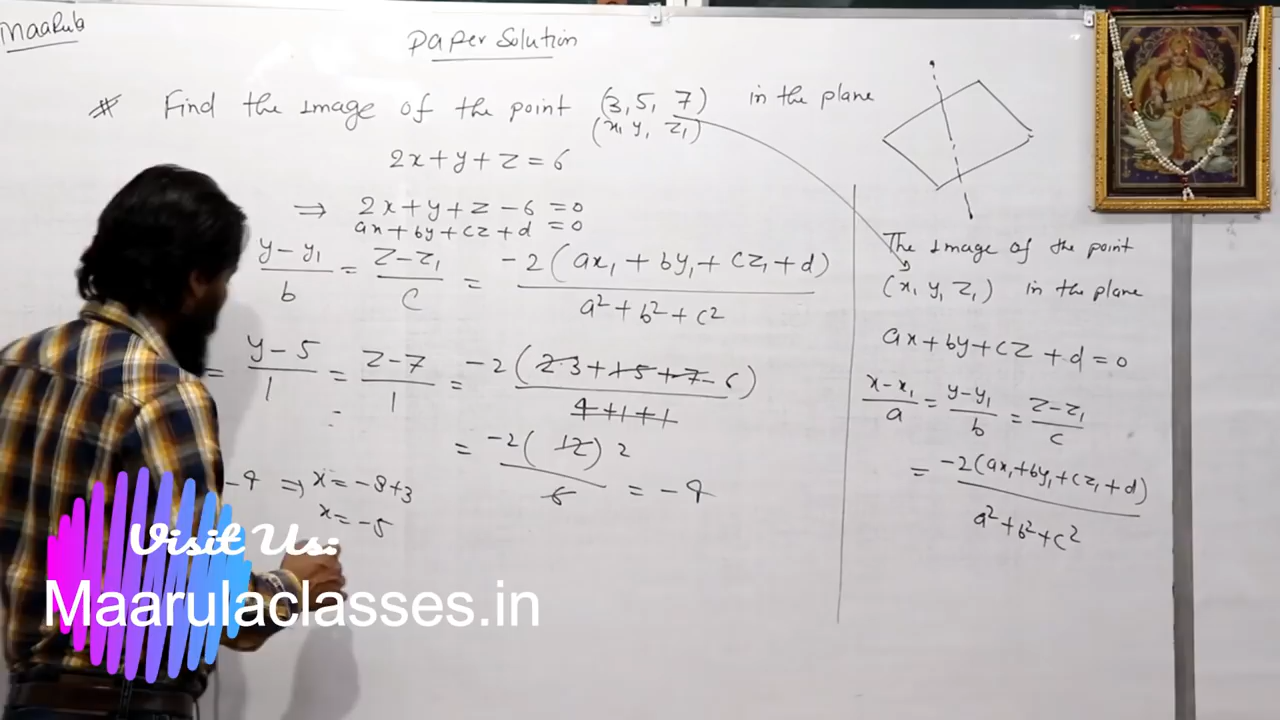 Maarula
Paper Solution
* Find the image of the point (3, 5, 7) in the plane
(x₁ y₁ z₁)
2x + y + z = 6
⇒ 2x + y + z - 6 = 0
ax + by + cz + d = 0
y - y₁ / b = z - z₁ / c = -2 (ax₁ + by₁ + cz₁ + d) / a² + b² + c²
= y - 5 / 1 = z - 7 / 1 = -2 (2·3 + 1·5 + 7 - 6) / 4 + 1 + 1
= -2 (12) 2 / 6 = -4
-4 ⇒ x = -8 + 3
x = -5
The image of the point
(x₁ y₁ z₁) in the plane
ax + by + cz + d = 0
x - x₁ / a = y - y₁ / b = z - z₁ / c
= -2 (ax₁ + by₁ + cz₁ + d) / a² + b² + c²
Visit Us:
Maarulaclasses.in